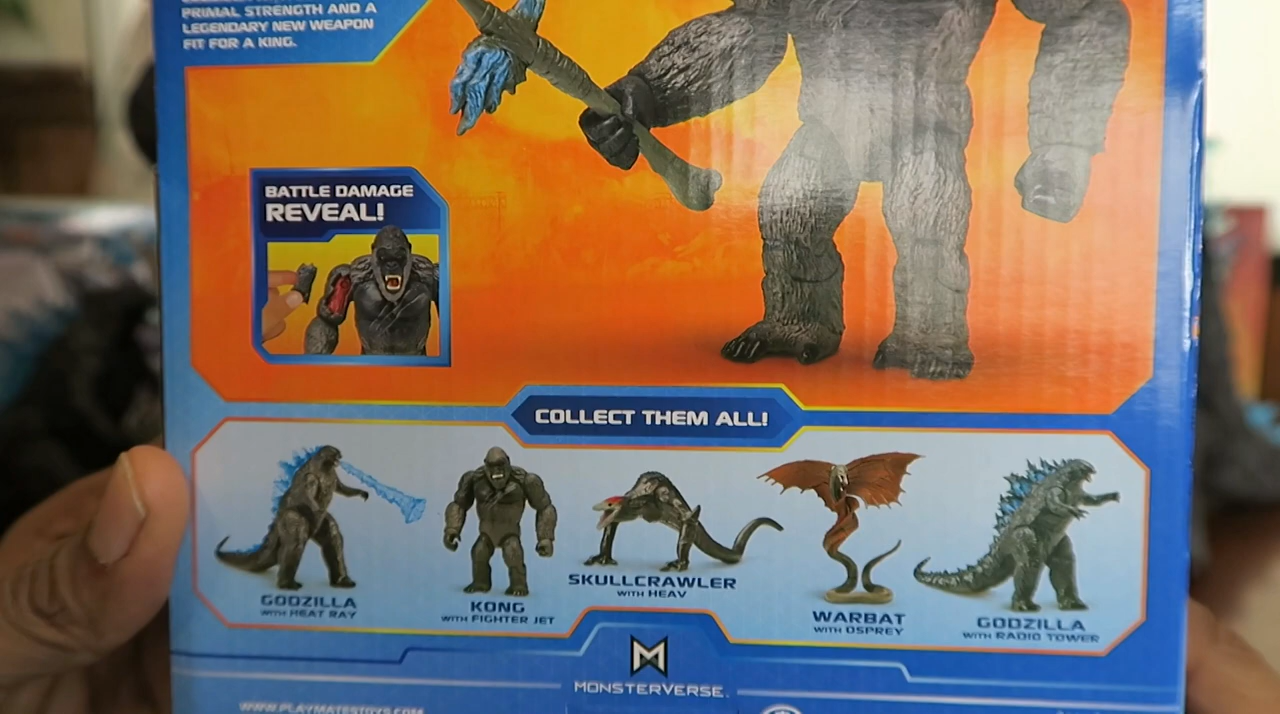 PRIMAL STRENGTH AND A
LEGENDARY NEW WEAPON
FIT FOR A KING.
BATTLE DAMAGE
REVEAL!
COLLECT THEM ALL!
GODZILLA
WITH HEAT RAY
KONG
WITH FIGHTER JET
SKULLCRAWLER
WITH HEAV
WARBAT
WITH OSPREY
GODZILLA
WITH RADIO TOWER
M
MONSTERVERSE
WWW.PLAYMATESTOYS.COM